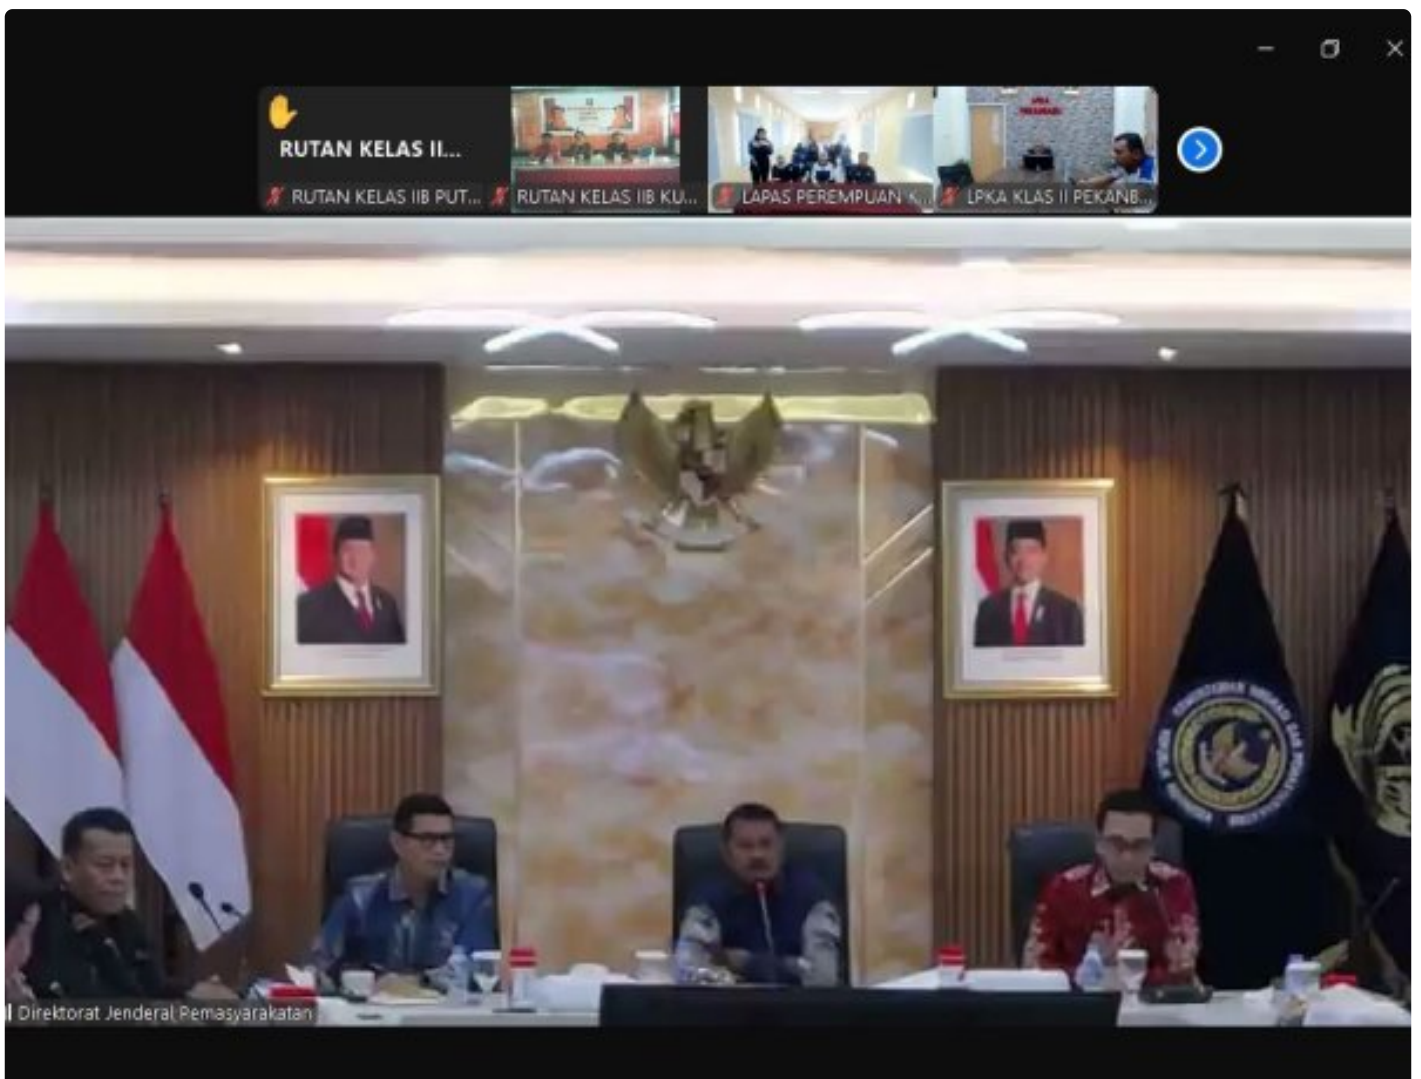 RUTAN KELAS II...
RUTAN KELAS IIB PUT...
RUTAN KELAS IIB KU...
LAPAS PEREMPUAN K...
LPKA KLAS II PEKANB...
Direktorat Jenderal Pemasyarakatan